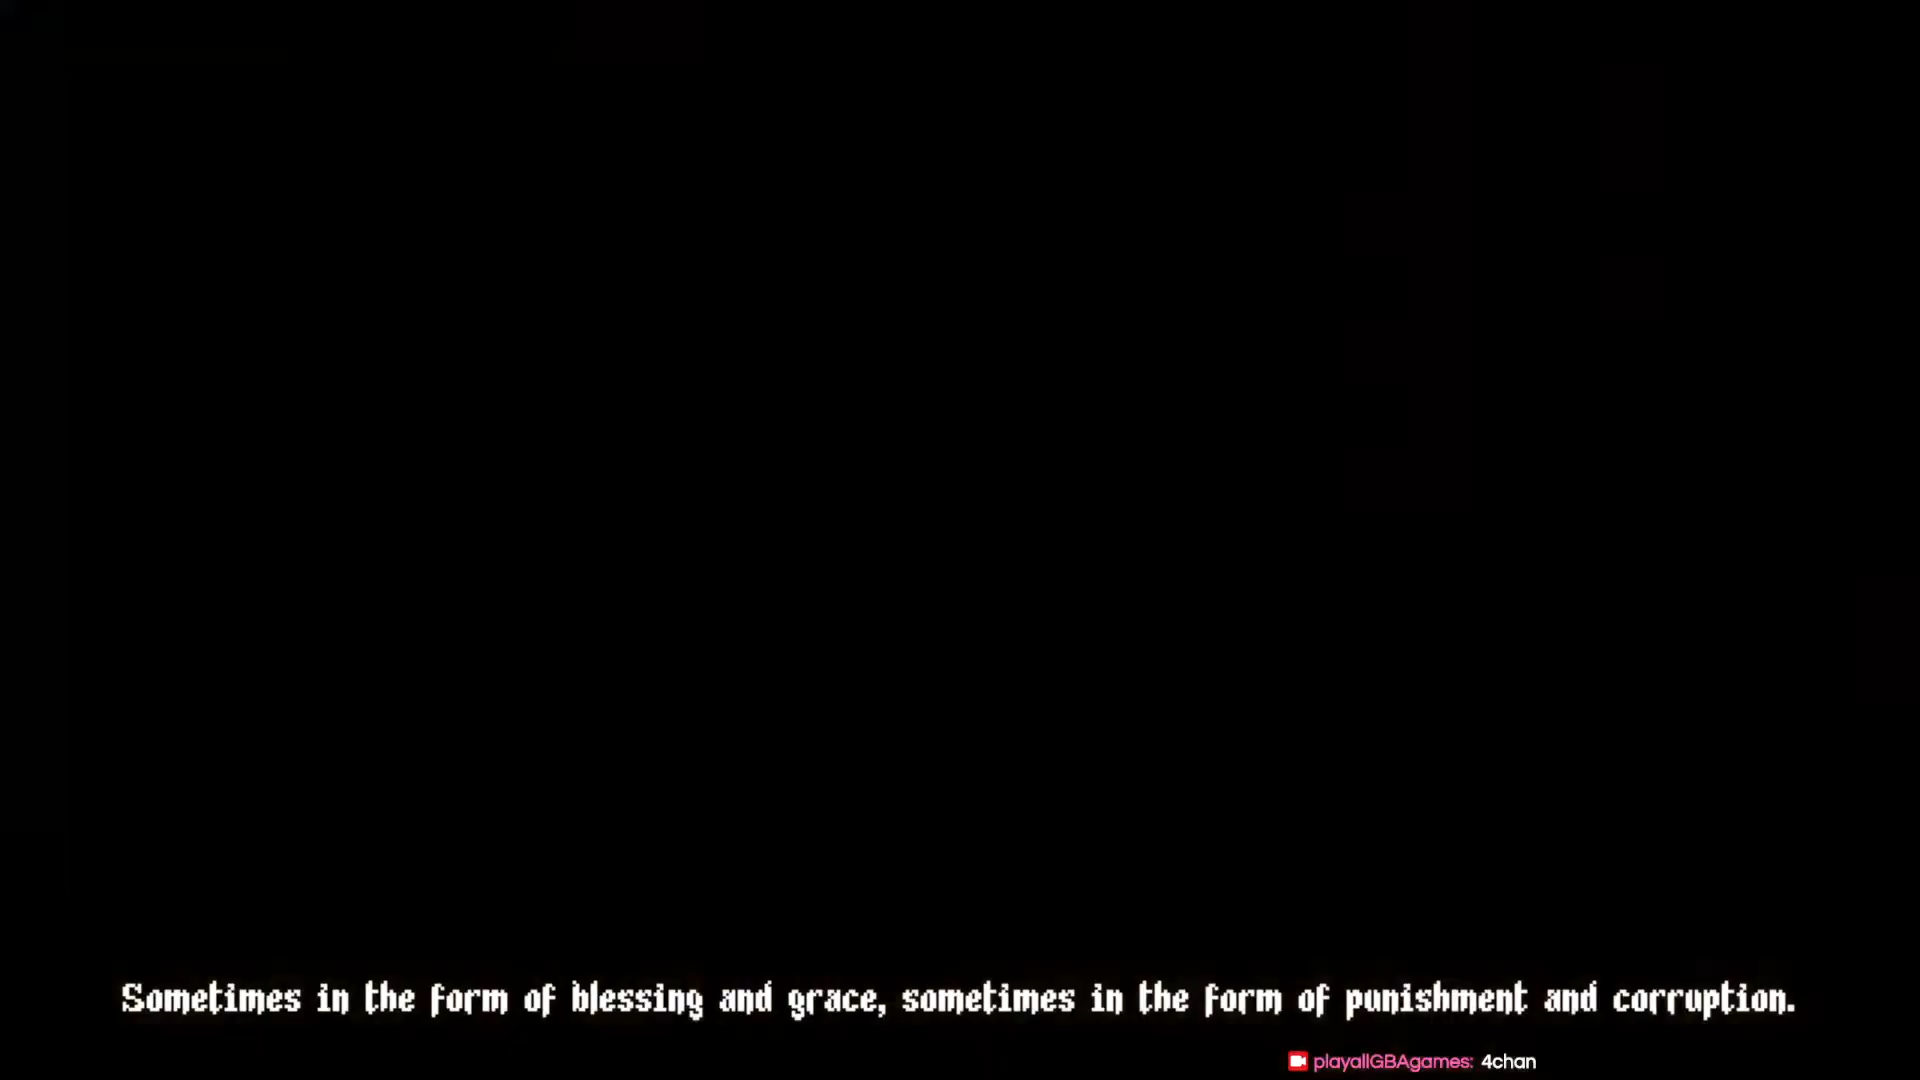 Sometimes in the form of blessing and grace, sometimes in the form of punishment and corruption.
playallGBAgames: 4chan